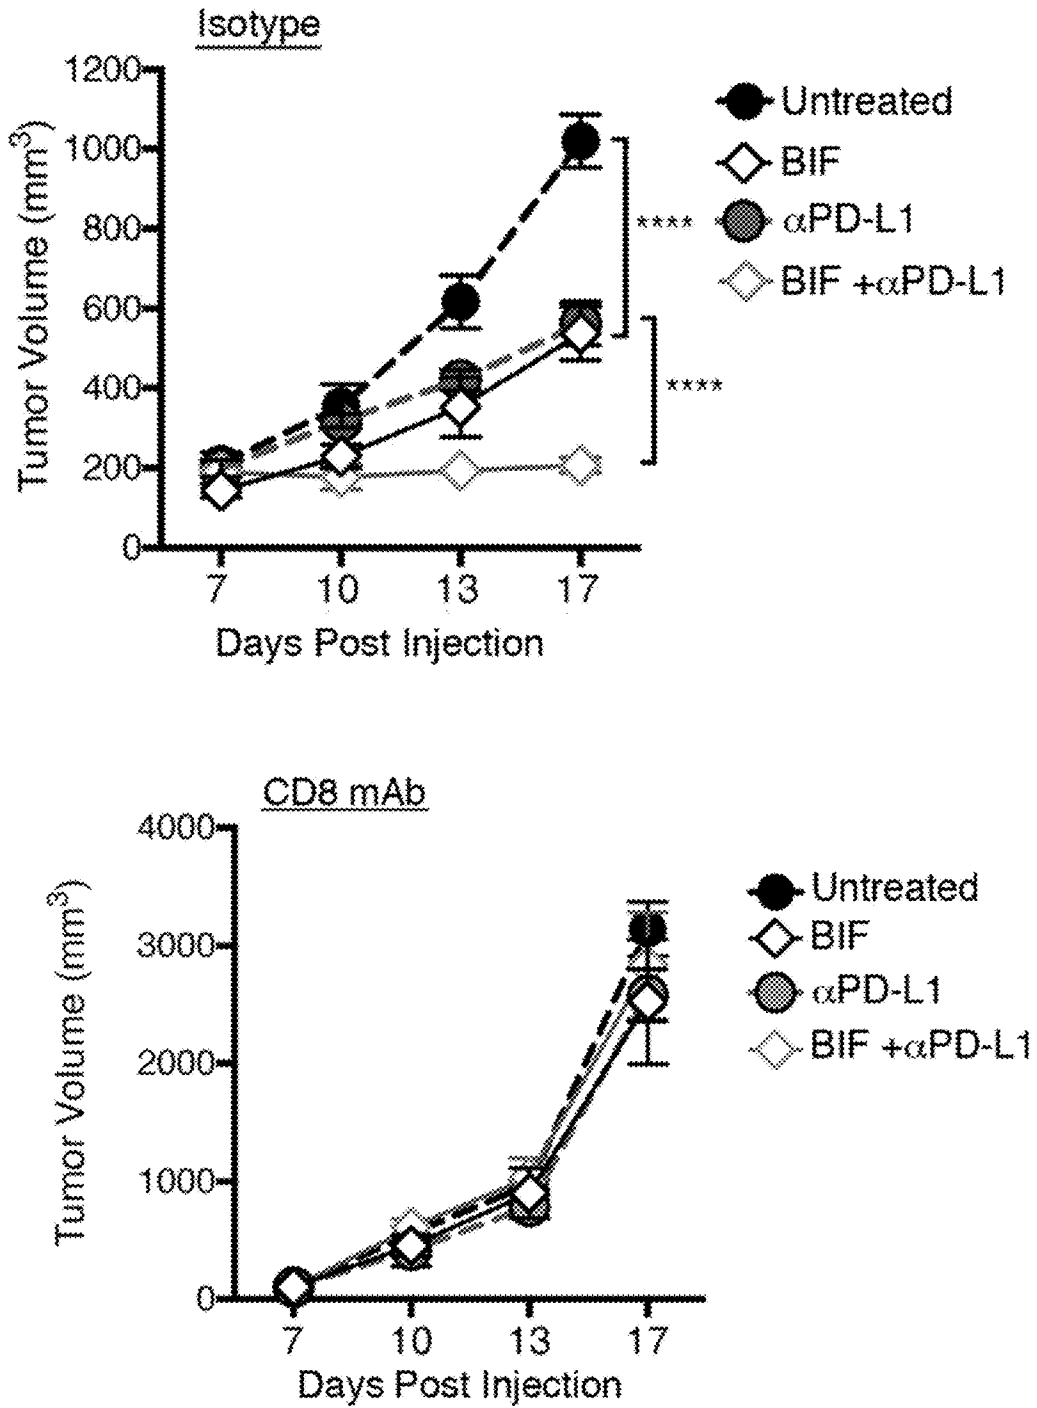 Isotype
1200
1000
800
600
400
200
0
Tumor Volume (mm³)
7 10 13 17
Days Post Injection
Untreated
BIF
αPD-L1
BIF +αPD-L1
****
****
CD8 mAb
4000
3000
2000
1000
0
Tumor Volume (mm³)
7 10 13 17
Days Post Injection
Untreated
BIF
αPD-L1
BIF +αPD-L1